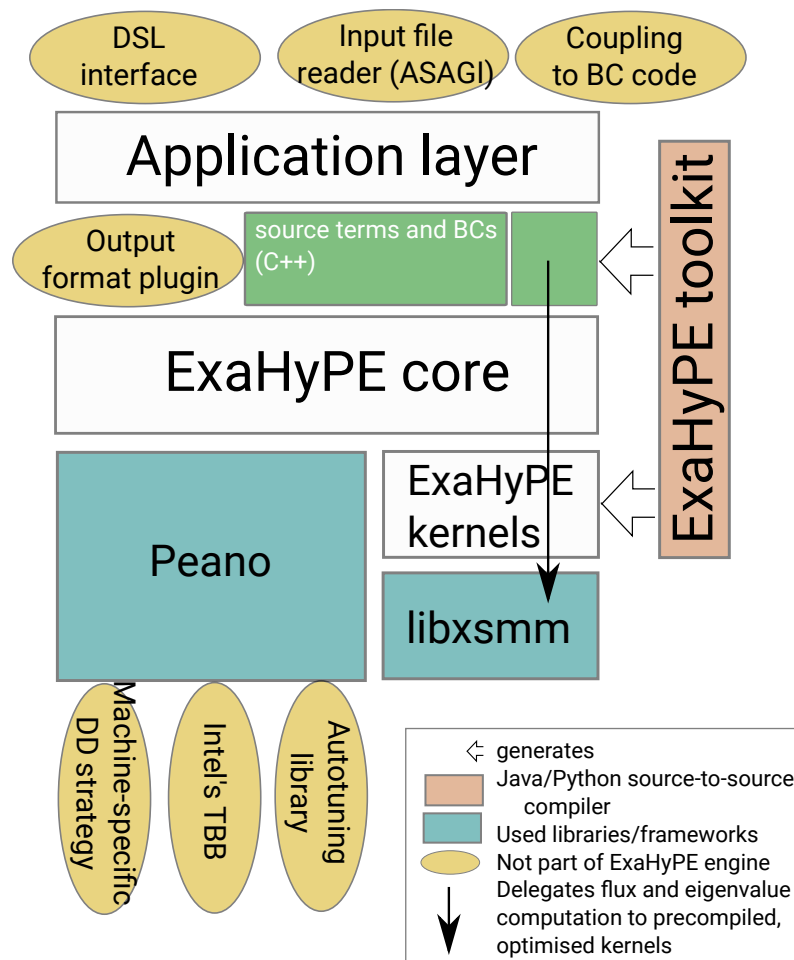 DSL
interface
Input file
reader (ASAGI)
Coupling
to BC code
Application layer
Output
format plugin
source terms and BCs
(C++)
ExaHyPE toolkit
ExaHyPE core
Peano
ExaHyPE
kernels
libxsmm
Machine-specific
DD strategy
Intel's TBB
Autotuning
library
generates
Java/Python source-to-source
compiler
Used libraries/frameworks
Not part of ExaHyPE engine
Delegates flux and eigenvalue
computation to precompiled,
optimised kernels